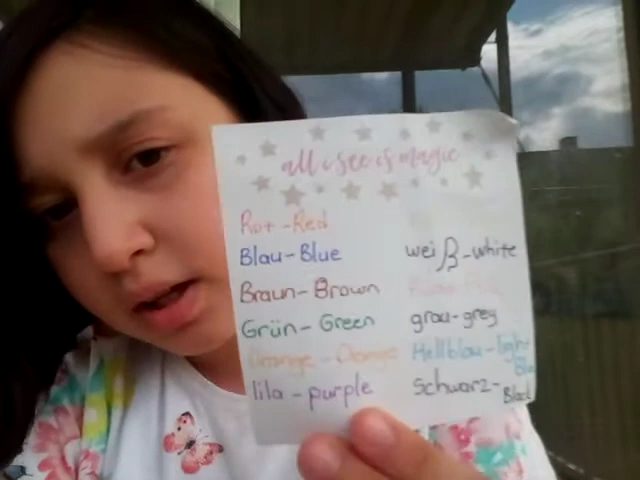 all i see is magic
Rot - Red
Blau - Blue
Braun - Brown
Grün - Green
Orange - Orange
lila - purple
weiß - white
grau - grey
Hellblau - light
Blu
Schwarz -
Black